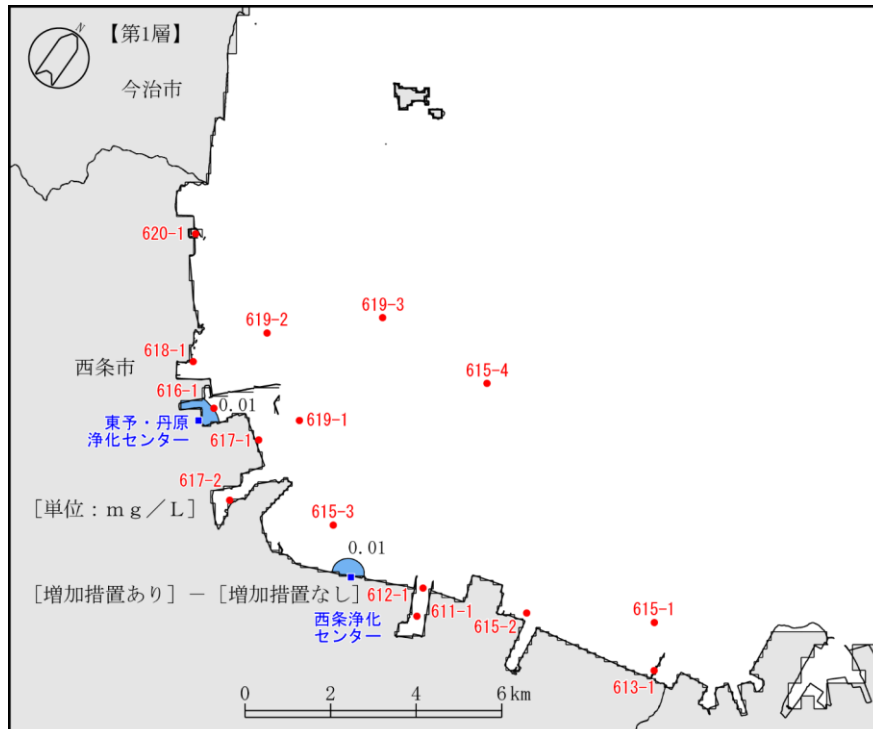 N
【第1層】
今治市
620-1
619-3
619-2
618-1
西条市
615-4
616-1
0.01
619-1
東予・丹原
浄化センター
617-1
617-2
[単位:mg/L]
615-3
0.01
[増加措置あり] - [増加措置なし]
612-1
611-1
西条浄化
センター
615-2
615-1
613-1
0 2 4 6km